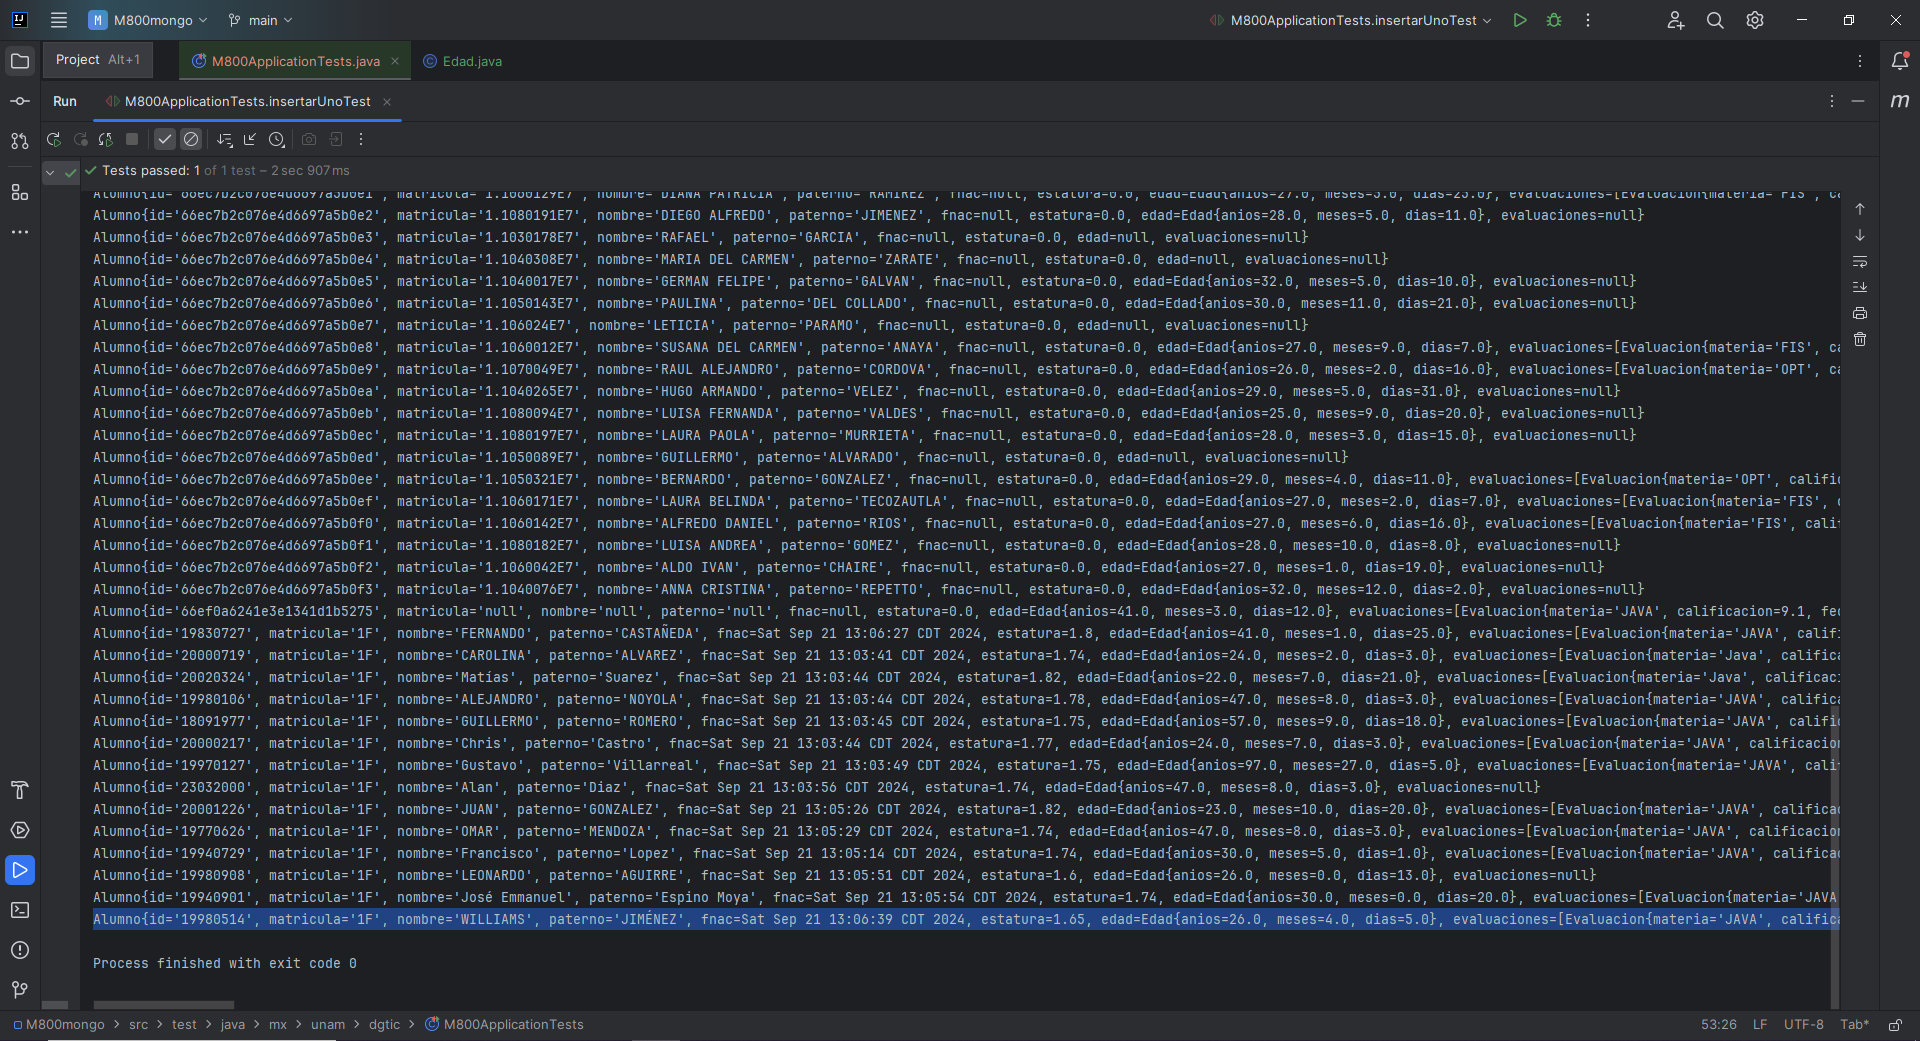 M M800mongo main M800ApplicationTests.insertarUnoTest
Project Alt+1 M800ApplicationTests.java Edad.java
Run M800ApplicationTests.insertarUnoTest
Tests passed: 1 of 1 test – 2 sec 907 ms
Alumno{id='66ec7b2c076e4d6697a5b0e1', matricula='1.1060129E7', nombre='DIANA PATRICIA', paterno='RAMIREZ', fnac=null, estatura=0.0, edad=Edad{anios=27.0, meses=3.0, dias=23.0}, evaluaciones=[Evaluacion{materia='FIS', ca
Alumno{id='66ec7b2c076e4d6697a5b0e2', matricula='1.1080191E7', nombre='DIEGO ALFREDO', paterno='JIMENEZ', fnac=null, estatura=0.0, edad=Edad{anios=28.0, meses=5.0, dias=11.0}, evaluaciones=null}
Alumno{id='66ec7b2c076e4d6697a5b0e3', matricula='1.1030178E7', nombre='RAFAEL', paterno='GARCIA', fnac=null, estatura=0.0, edad=null, evaluaciones=null}
Alumno{id='66ec7b2c076e4d6697a5b0e4', matricula='1.1040308E7', nombre='MARIA DEL CARMEN', paterno='ZARATE', fnac=null, estatura=0.0, edad=null, evaluaciones=null}
Alumno{id='66ec7b2c076e4d6697a5b0e5', matricula='1.1040017E7', nombre='GERMAN FELIPE', paterno='GALVAN', fnac=null, estatura=0.0, edad=Edad{anios=32.0, meses=5.0, dias=10.0}, evaluaciones=null}
Alumno{id='66ec7b2c076e4d6697a5b0e6', matricula='1.1050143E7', nombre='PAULINA', paterno='DEL COLLADO', fnac=null, estatura=0.0, edad=Edad{anios=30.0, meses=11.0, dias=21.0}, evaluaciones=null}
Alumno{id='66ec7b2c076e4d6697a5b0e7', matricula='1.106024E7', nombre='LETICIA', paterno='PARAMO', fnac=null, estatura=0.0, edad=null, evaluaciones=null}
Alumno{id='66ec7b2c076e4d6697a5b0e8', matricula='1.1060012E7', nombre='SUSANA DEL CARMEN', paterno='ANAYA', fnac=null, estatura=0.0, edad=Edad{anios=27.0, meses=9.0, dias=7.0}, evaluaciones=[Evaluacion{materia='FIS', ca
Alumno{id='66ec7b2c076e4d6697a5b0e9', matricula='1.1070049E7', nombre='RAUL ALEJANDRO', paterno='CORDOVA', fnac=null, estatura=0.0, edad=Edad{anios=26.0, meses=2.0, dias=16.0}, evaluaciones=[Evaluacion{materia='OPT', ca
Alumno{id='66ec7b2c076e4d6697a5b0ea', matricula='1.1040265E7', nombre='HUGO ARMANDO', paterno='VELEZ', fnac=null, estatura=0.0, edad=Edad{anios=29.0, meses=5.0, dias=31.0}, evaluaciones=null}
Alumno{id='66ec7b2c076e4d6697a5b0eb', matricula='1.1080094E7', nombre='LUISA FERNANDA', paterno='VALDES', fnac=null, estatura=0.0, edad=Edad{anios=25.0, meses=9.0, dias=20.0}, evaluaciones=null}
Alumno{id='66ec7b2c076e4d6697a5b0ec', matricula='1.1080197E7', nombre='LAURA PAOLA', paterno='MURRIETA', fnac=null, estatura=0.0, edad=Edad{anios=28.0, meses=3.0, dias=15.0}, evaluaciones=null}
Alumno{id='66ec7b2c076e4d6697a5b0ed', matricula='1.1050089E7', nombre='GUILLERMO', paterno='ALVARADO', fnac=null, estatura=0.0, edad=null, evaluaciones=null}
Alumno{id='66ec7b2c076e4d6697a5b0ee', matricula='1.1050321E7', nombre='BERNARDO', paterno='GONZALEZ', fnac=null, estatura=0.0, edad=Edad{anios=29.0, meses=4.0, dias=11.0}, evaluaciones=[Evaluacion{materia='OPT', califica
Alumno{id='66ec7b2c076e4d6697a5b0ef', matricula='1.1060171E7', nombre='LAURA BELINDA', paterno='TECOZAUTLA', fnac=null, estatura=0.0, edad=Edad{anios=27.0, meses=2.0, dias=7.0}, evaluaciones=[Evaluacion{materia='FIS', c
Alumno{id='66ec7b2c076e4d6697a5b0f0', matricula='1.1060142E7', nombre='ALFREDO DANIEL', paterno='RIOS', fnac=null, estatura=0.0, edad=Edad{anios=27.0, meses=6.0, dias=16.0}, evaluaciones=[Evaluacion{materia='FIS', calif
Alumno{id='66ec7b2c076e4d6697a5b0f1', matricula='1.1080182E7', nombre='LUISA ANDREA', paterno='GOMEZ', fnac=null, estatura=0.0, edad=Edad{anios=28.0, meses=10.0, dias=8.0}, evaluaciones=null}
Alumno{id='66ec7b2c076e4d6697a5b0f2', matricula='1.1060042E7', nombre='ALDO IVAN', paterno='CHAIRE', fnac=null, estatura=0.0, edad=Edad{anios=27.0, meses=1.0, dias=19.0}, evaluaciones=null}
Alumno{id='66ec7b2c076e4d6697a5b0f3', matricula='1.1040076E7', nombre='ANNA CRISTINA', paterno='REPETTO', fnac=null, estatura=0.0, edad=Edad{anios=32.0, meses=12.0, dias=2.0}, evaluaciones=null}
Alumno{id='66ef0a6241e3e1341d1b5275', matricula='null', nombre='null', paterno='null', fnac=null, estatura=0.0, edad=Edad{anios=41.0, meses=3.0, dias=12.0}, evaluaciones=[Evaluacion{materia='JAVA', calificacion=9.1, fec
Alumno{id='19830727', matricula='1F', nombre='FERNANDO', paterno='CASTAÑEDA', fnac=Sat Sep 21 13:06:27 CDT 2024, estatura=1.8, edad=Edad{anios=41.0, meses=1.0, dias=25.0}, evaluaciones=[Evaluacion{materia='JAVA', califi
Alumno{id='20000719', matricula='1F', nombre='CAROLINA', paterno='ALVAREZ', fnac=Sat Sep 21 13:03:41 CDT 2024, estatura=1.74, edad=Edad{anios=24.0, meses=2.0, dias=3.0}, evaluaciones=[Evaluacion{materia='Java', califica
Alumno{id='20020324', matricula='1F', nombre='Matías', paterno='Suarez', fnac=Sat Sep 21 13:03:44 CDT 2024, estatura=1.82, edad=Edad{anios=22.0, meses=7.0, dias=21.0}, evaluaciones=[Evaluacion{materia='Java', calificac
Alumno{id='19980106', matricula='1F', nombre='ALEJANDRO', paterno='NOYOLA', fnac=Sat Sep 21 13:03:44 CDT 2024, estatura=1.78, edad=Edad{anios=47.0, meses=8.0, dias=3.0}, evaluaciones=[Evaluacion{materia='JAVA', califica
Alumno{id='18091977', matricula='1F', nombre='GUILLERMO', paterno='ROMERO', fnac=Sat Sep 21 13:03:45 CDT 2024, estatura=1.75, edad=Edad{anios=57.0, meses=9.0, dias=18.0}, evaluaciones=[Evaluacion{materia='JAVA', califi
Alumno{id='20000217', matricula='1F', nombre='Chris', paterno='Castro', fnac=Sat Sep 21 13:03:44 CDT 2024, estatura=1.77, edad=Edad{anios=24.0, meses=7.0, dias=3.0}, evaluaciones=[Evaluacion{materia='JAVA', calificacion
Alumno{id='19970127', matricula='1F', nombre='Gustavo', paterno='Villarreal', fnac=Sat Sep 21 13:03:49 CDT 2024, estatura=1.75, edad=Edad{anios=97.0, meses=27.0, dias=5.0}, evaluaciones=[Evaluacion{materia='JAVA', cali
Alumno{id='23032000', matricula='1F', nombre='Alan', paterno='Diaz', fnac=Sat Sep 21 13:03:56 CDT 2024, estatura=1.74, edad=Edad{anios=47.0, meses=8.0, dias=3.0}, evaluaciones=null}
Alumno{id='20001226', matricula='1F', nombre='JUAN', paterno='GONZALEZ', fnac=Sat Sep 21 13:05:26 CDT 2024, estatura=1.82, edad=Edad{anios=23.0, meses=10.0, dias=20.0}, evaluaciones=[Evaluacion{materia='JAVA', califica
Alumno{id='19770626', matricula='1F', nombre='OMAR', paterno='MENDOZA', fnac=Sat Sep 21 13:05:29 CDT 2024, estatura=1.74, edad=Edad{anios=47.0, meses=8.0, dias=3.0}, evaluaciones=[Evaluacion{materia='JAVA', calificacion
Alumno{id='19940729', matricula='1F', nombre='Francisco', paterno='Lopez', fnac=Sat Sep 21 13:05:14 CDT 2024, estatura=1.74, edad=Edad{anios=30.0, meses=5.0, dias=1.0}, evaluaciones=[Evaluacion{materia='JAVA', califica
Alumno{id='19980908', matricula='1F', nombre='LEONARDO', paterno='AGUIRRE', fnac=Sat Sep 21 13:05:51 CDT 2024, estatura=1.6, edad=Edad{anios=26.0, meses=0.0, dias=13.0}, evaluaciones=null}
Alumno{id='19940901', matricula='1F', nombre='José Emmanuel', paterno='Espino Moya', fnac=Sat Sep 21 13:05:54 CDT 2024, estatura=1.74, edad=Edad{anios=30.0, meses=0.0, dias=20.0}, evaluaciones=[Evaluacion{materia='JAVA
Alumno{id='19980514', matricula='1F', nombre='WILLIAMS', paterno='JIMÉNEZ', fnac=Sat Sep 21 13:06:39 CDT 2024, estatura=1.65, edad=Edad{anios=26.0, meses=4.0, dias=5.0}, evaluaciones=[Evaluacion{materia='JAVA', califica
Process finished with exit code 0
M800mongo > src > test > java > mx > unam > dgtic > M800ApplicationTests 53:26 LF UTF-8 Tab*